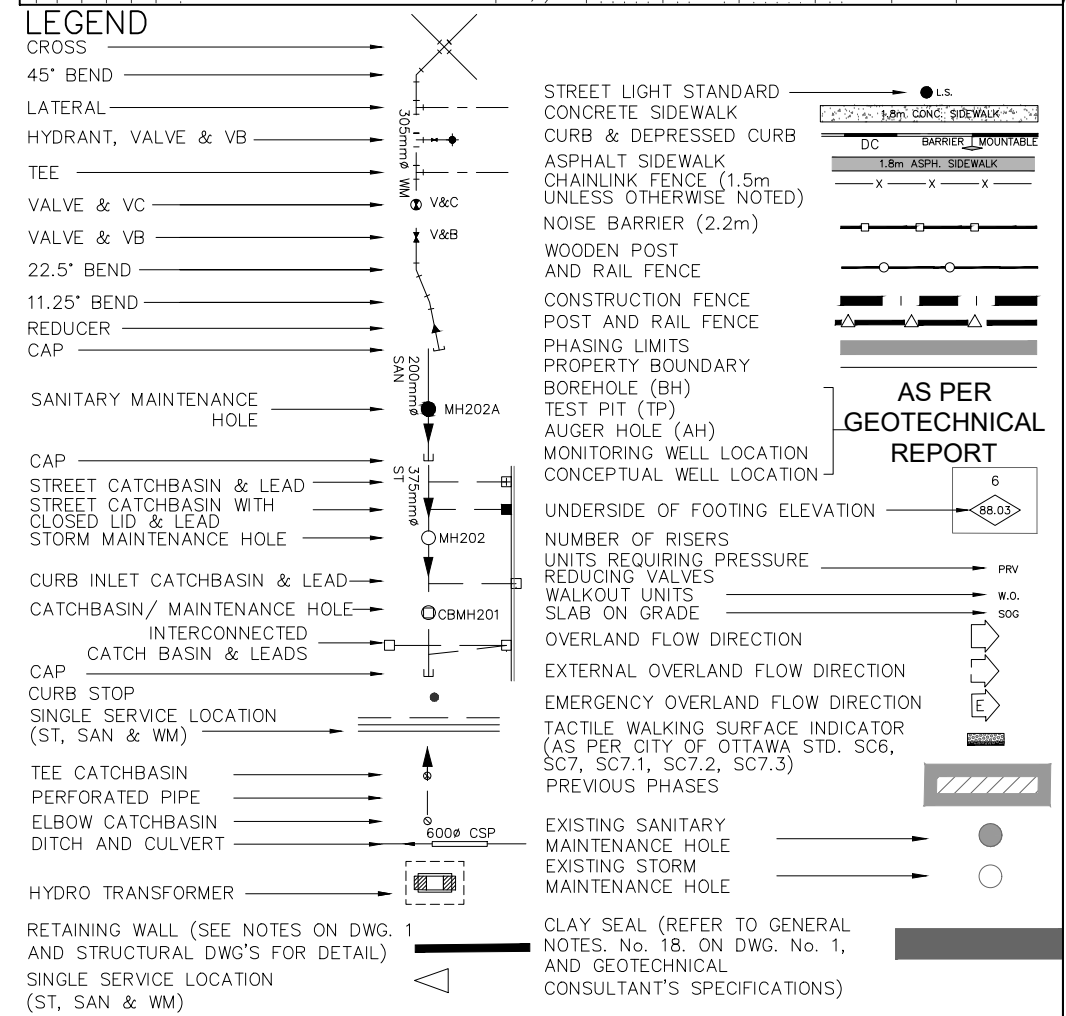 LEGEND
CROSS
45° BEND
LATERAL
HYDRANT, VALVE & VB
TEE
VALVE & VC
VALVE & VB
22.5° BEND
11.25° BEND
REDUCER
CAP
SANITARY MAINTENANCE
HOLE
CAP
STREET CATCHBASIN & LEAD
STREET CATCHBASIN WITH
CLOSED LID & LEAD
STORM MAINTENANCE HOLE
CURB INLET CATCHBASIN & LEAD
CATCHBASIN/ MAINTENANCE HOLE
INTERCONNECTED
CATCH BASIN & LEADS
CAP
CURB STOP
SINGLE SERVICE LOCATION
(ST, SAN & WM)
TEE CATCHBASIN
PERFORATED PIPE
ELBOW CATCHBASIN
DITCH AND CULVERT
HYDRO TRANSFORMER
RETAINING WALL (SEE NOTES ON DWG. 1
AND STRUCTURAL DWG'S FOR DETAIL)
SINGLE SERVICE LOCATION
(ST, SAN & WM)
305mmø WM
V&C
V&B
200mmø
SAN
MH202A
375mmø
ST
MH202
CBMH201
600ø CSP
STREET LIGHT STANDARD
L.S.
CONCRETE SIDEWALK
1.8m CONC. SIDEWALK
CURB & DEPRESSED CURB
DC
BARRIER
MOUNTABLE
ASPHALT SIDEWALK
1.8m ASPH. SIDEWALK
CHAINLINK FENCE (1.5m
UNLESS OTHERWISE NOTED)
X X X
NOISE BARRIER (2.2m)
WOODEN POST
AND RAIL FENCE
CONSTRUCTION FENCE
POST AND RAIL FENCE
PHASING LIMITS
PROPERTY BOUNDARY
BOREHOLE (BH)
TEST PIT (TP)
AUGER HOLE (AH)
MONITORING WELL LOCATION
CONCEPTUAL WELL LOCATION
AS PER
GEOTECHNICAL
REPORT
6
UNDERSIDE OF FOOTING ELEVATION
88.03
NUMBER OF RISERS
UNITS REQUIRING PRESSURE
REDUCING VALVES
PRV
WALKOUT UNITS
W.O.
SLAB ON GRADE
SOG
OVERLAND FLOW DIRECTION
EXTERNAL OVERLAND FLOW DIRECTION
EMERGENCY OVERLAND FLOW DIRECTION
E
TACTILE WALKING SURFACE INDICATOR
(AS PER CITY OF OTTAWA STD. SC6,
SC7, SC7.1, SC7.2, SC7.3)
PREVIOUS PHASES
EXISTING SANITARY
MAINTENANCE HOLE
EXISTING STORM
MAINTENANCE HOLE
CLAY SEAL (REFER TO GENERAL
NOTES. No. 18. ON DWG. No. 1,
AND GEOTECHNICAL
CONSULTANT'S SPECIFICATIONS)